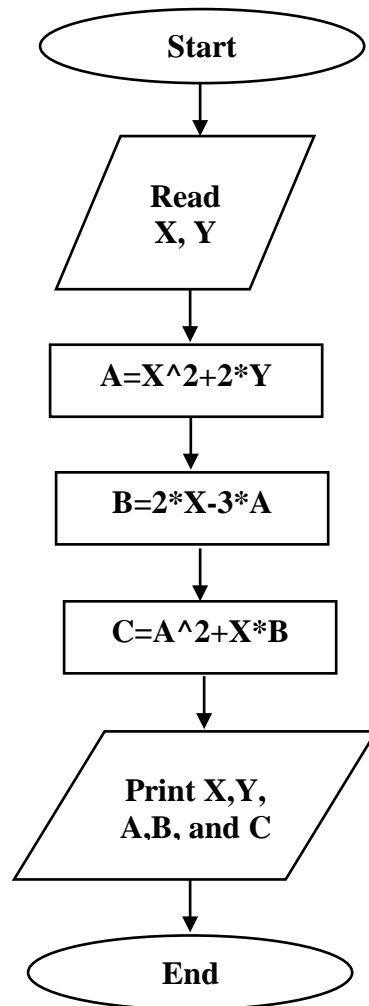 Start
Read
X, Y
A=X^2+2*Y
B=2*X-3*A
C=A^2+X*B
Print X,Y,
A,B, and C
End